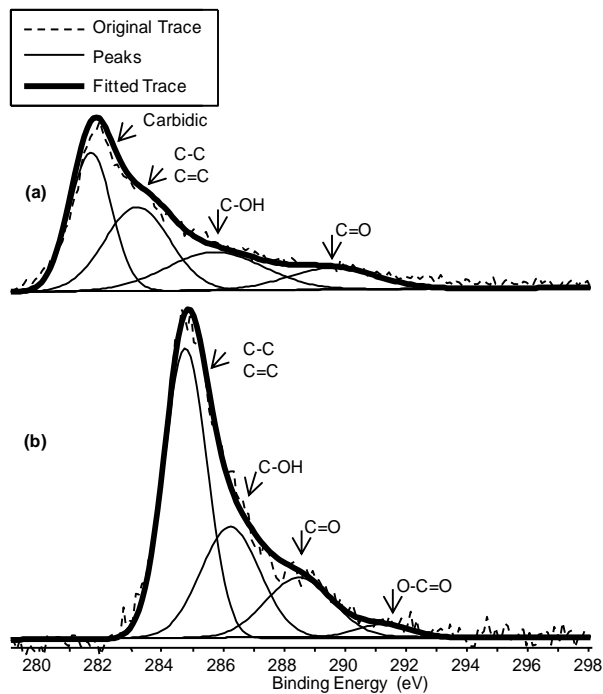 Original Trace
Peaks
Fitted Trace
Carbidic
C-C
C=C
(a)
C-OH
C=O
C-C
C=C
(b)
C-OH
C=O
O-C=O
280 282 284 286 288 290 292 294 296 298
Binding Energy (eV)